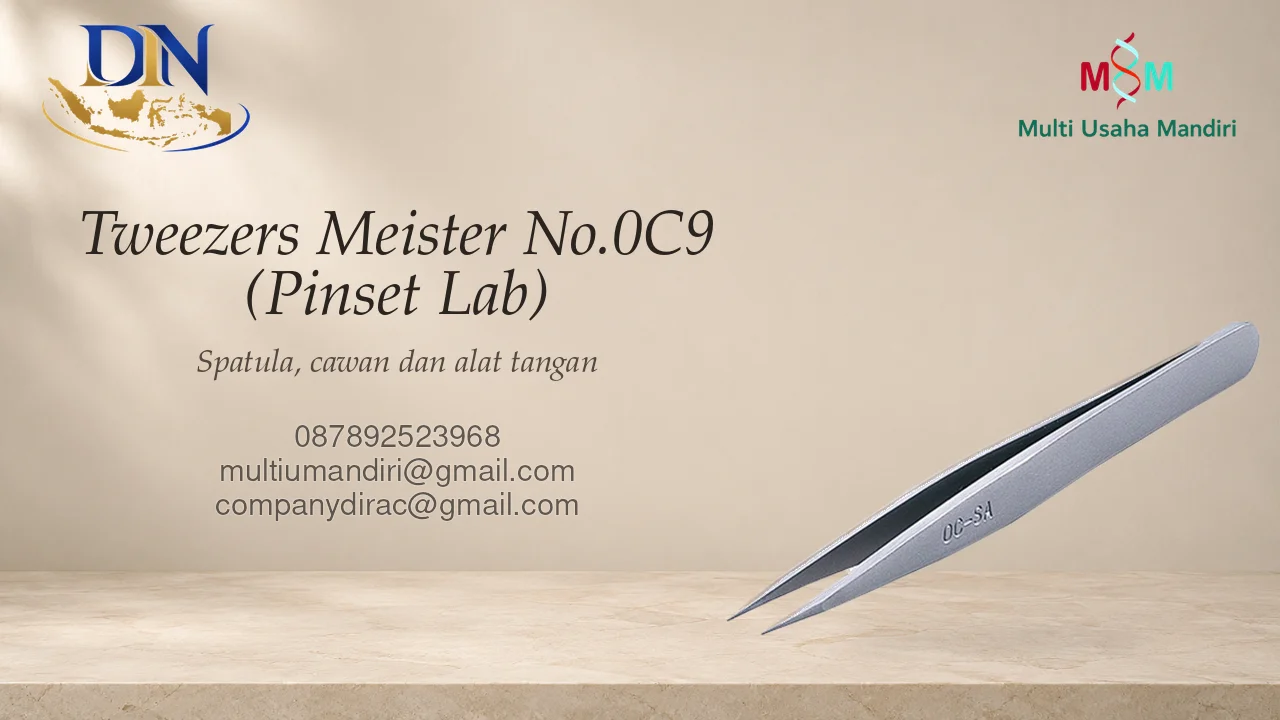 DN
M M
Multi Usaha Mandiri
Tweezers Meister No.0C9
(Pinset Lab)
Spatula, cawan dan alat tangan
087892523968
multiumandiri@gmail.com
companydirac@gmail.com
OC-SA